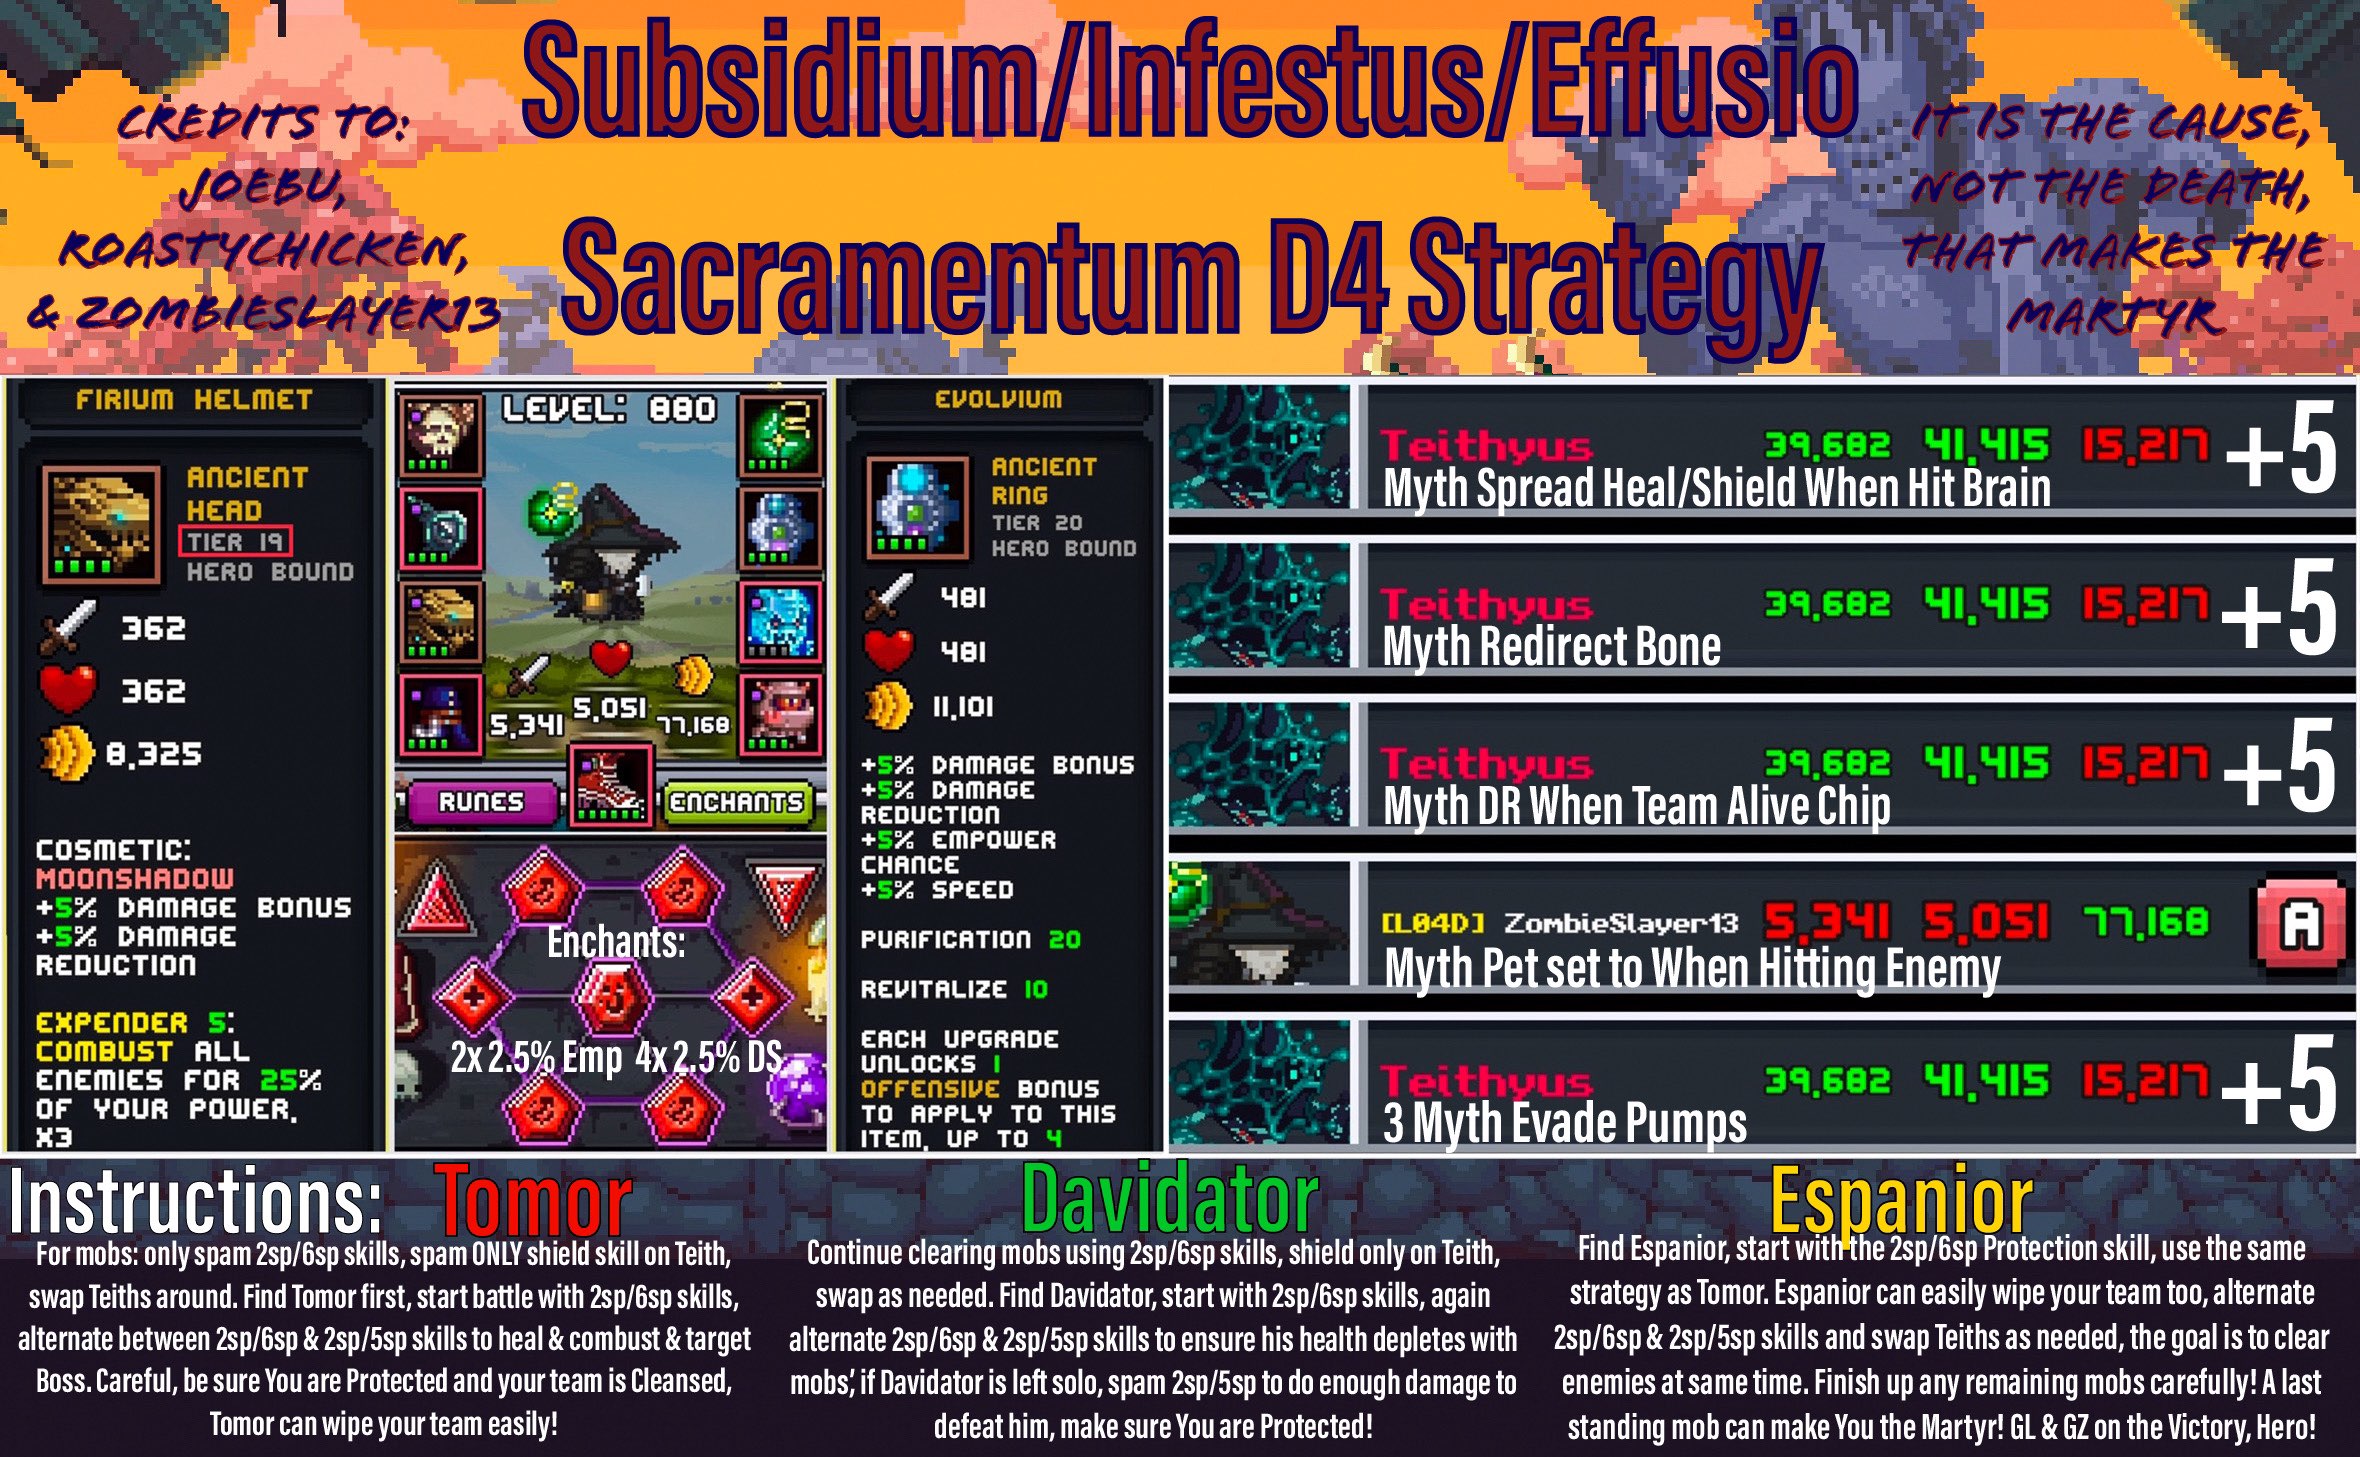 Subsidium/Infestus/Effusio
Sacramentum D4 Strategy
CREDITS TO:
JOEBU,
ROASTYCHICKEN,
& ZOMBIESLAYER13
IT IS THE CAUSE,
NOT THE DEATH,
THAT MAKES THE
MARTYR
FIRIUM HELMET
ANCIENT
HEAD
TIER 19
HERO BOUND
362
362
8,325
COSMETIC:
MOONSHADOW
+5% DAMAGE BONUS
+5% DAMAGE
REDUCTION
EXPENDER 5:
COMBUST ALL
ENEMIES FOR 25%
OF YOUR POWER.
X3
LEVEL: 880
5,341 5,051 77,168
RUNES
ENCHANTS
Enchants:
2x 2.5% Emp 4x 2.5% DS
EVOLVIUM
ANCIENT
RING
TIER 20
HERO BOUND
481
481
11,101
+5% DAMAGE BONUS
+5% DAMAGE
REDUCTION
+5% EMPOWER
CHANCE
+5% SPEED
PURIFICATION 20
REVITALIZE 10
EACH UPGRADE
UNLOCKS 1
OFFENSIVE BONUS
TO APPLY TO THIS
ITEM, UP TO 4
Teithyus 39,682 41,415 15,217 +5
Myth Spread Heal/Shield When Hit Brain
Teithyus 39,682 41,415 15,217 +5
Myth Redirect Bone
Teithyus 39,682 41,415 15,217 +5
Myth DR When Team Alive Chip
[L04D] ZombieSlayer13 5,341 5,051 77,168 A
Myth Pet set to When Hitting Enemy
Teithyus 39,682 41,415 15,217 +5
3 Myth Evade Pumps
Instructions: Tomor
For mobs: only spam 2sp/6sp skills, spam ONLY shield skill on Teith,
swap Teiths around. Find Tomor first, start battle with 2sp/6sp skills,
alternate between 2sp/6sp & 2sp/5sp skills to heal & combust & target
Boss. Careful, be sure You are Protected and your team is Cleansed,
Tomor can wipe your team easily!
Davidator
Continue clearing mobs using 2sp/6sp skills, shield only on Teith,
swap as needed. Find Davidator, start with 2sp/6sp skills, again
alternate 2sp/6sp & 2sp/5sp skills to ensure his health depletes with
mobs', if Davidator is left solo, spam 2sp/5sp to do enough damage to
defeat him, make sure You are Protected!
Espanior
Find Espanior, start with the 2sp/6sp Protection skill, use the same
strategy as Tomor. Espanior can easily wipe your team too, alternate
2sp/6sp & 2sp/5sp skills and swap Teiths as needed, the goal is to clear
enemies at same time. Finish up any remaining mobs carefully! A last
standing mob can make You the Martyr! GL & GZ on the Victory, Hero!